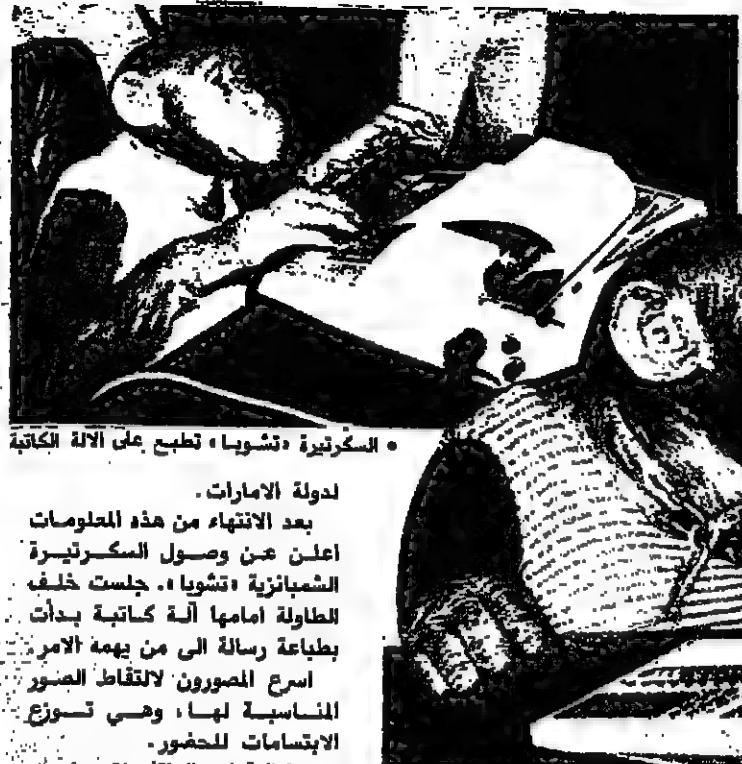 • السكرتيرة «تشويا» تطبع على الالة الكاتبة
لدولة الامارات.
بعد الانتهاء من هذه المعلومات
اعلن عن وصول السكرتيرة
الشمبانزية «تشويا». جلست خلف
الطاولة امامها آلة كاتبة بدأت
بطباعة رسالة الى من يهمه الامر.
اسرع المصورون لالتقاط الصور
المناسبة لها، وهي توزع
الابتسامات للحضور.